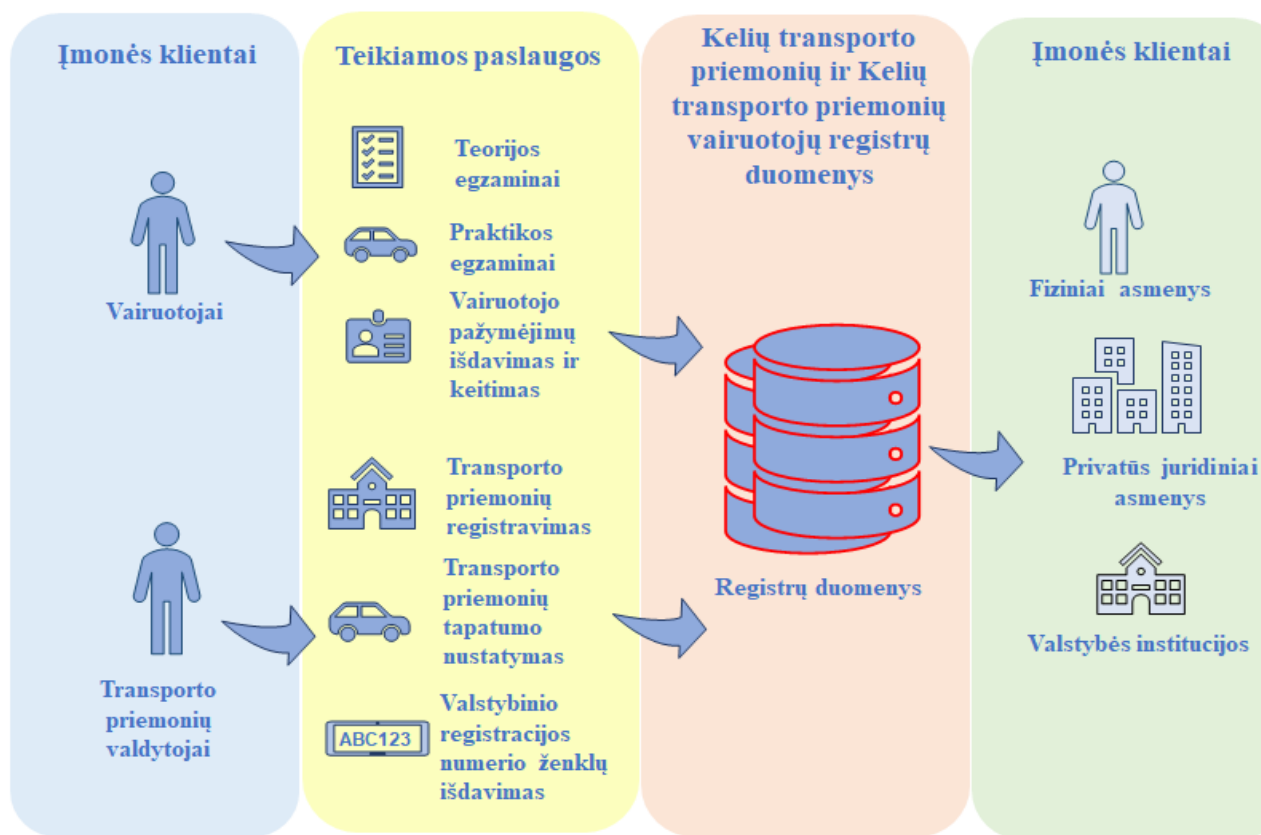 Įmonės klientai
Vairuotojai
Transporto
priemonių
valdytojai
Teikiamos paslaugos
Teorijos
egzaminai
Praktikos
egzaminai
Vairuotojo
pažymėjimų
išdavimas ir
keitimas
Transporto
priemonių
registravimas
Transporto
priemonių
tapatumo
nustatymas
ABC123
Valstybinio
registracijos
numerio ženklų
išdavimas
Kelių transporto
priemonių ir Kelių
transporto priemonių
vairuotojų registrų
duomenys
Registrų duomenys
Įmonės klientai
Fiziniai asmenys
Privatūs juridiniai
asmenys
Valstybės institucijos